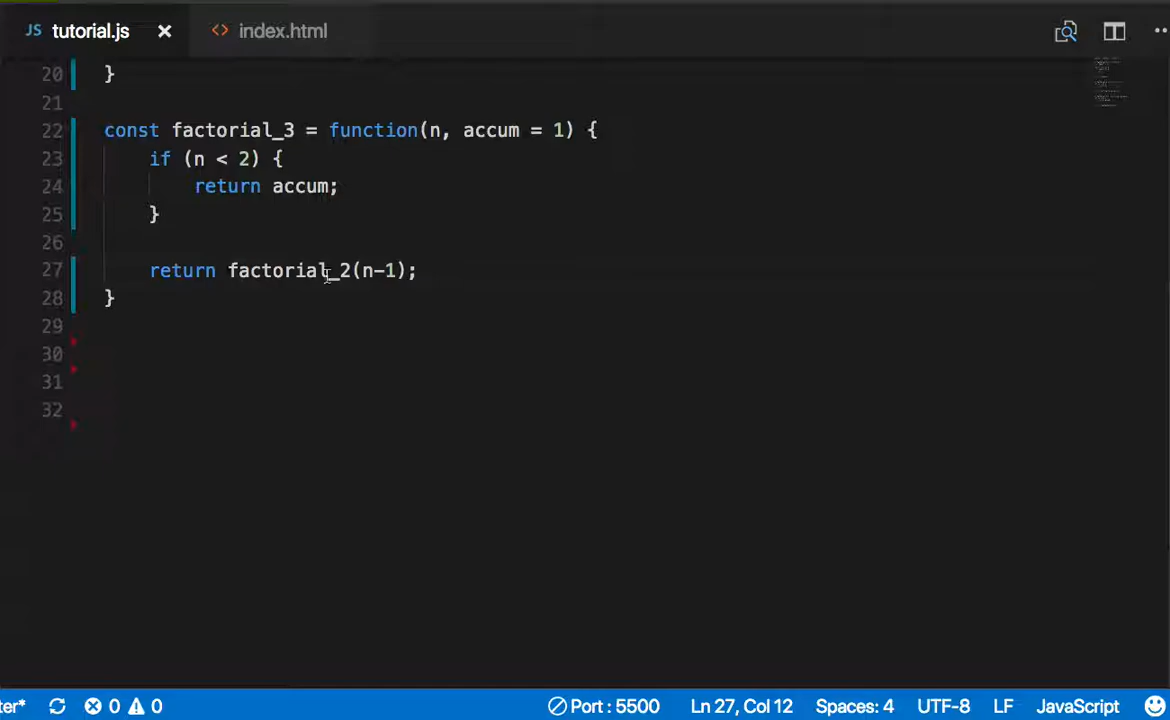 JS tutorial.js × <> index.html
20 }
21
22 const factorial_3 = function(n, accum = 1) {
23 if (n < 2) {
24 return accum;
25 }
26
27 return factorial_2(n-1);
28 }
29
30
31
32
ter* 0 0 Port : 5500 Ln 27, Col 12 Spaces: 4 UTF-8 LF JavaScript